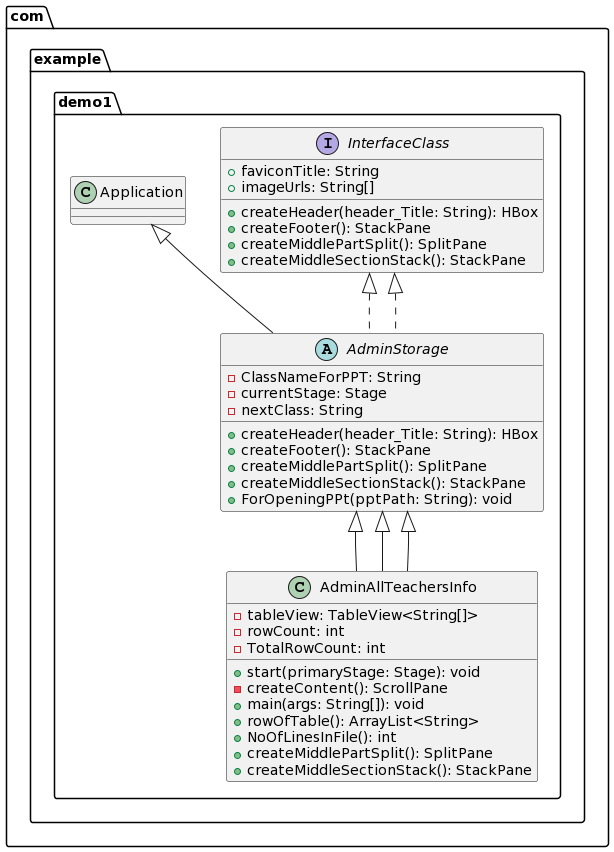 com
example
demo1
I InterfaceClass
faviconTitle: String
imageUrls: String[]
createHeader(header_Title: String): HBox
createFooter(): StackPane
createMiddlePartSplit(): SplitPane
createMiddleSectionStack(): StackPane
C Application
A AdminStorage
ClassNameForPPT: String
currentStage: Stage
nextClass: String
createHeader(header_Title: String): HBox
createFooter(): StackPane
createMiddlePartSplit(): SplitPane
createMiddleSectionStack(): StackPane
ForOpeningPPt(pptPath: String): void
C AdminAllTeachersInfo
tableView: TableView<String[]>
rowCount: int
TotalRowCount: int
start(primaryStage: Stage): void
createContent(): ScrollPane
main(args: String[]): void
rowOfTable(): ArrayList<String>
NoOfLinesInFile(): int
createMiddlePartSplit(): SplitPane
createMiddleSectionStack(): StackPane